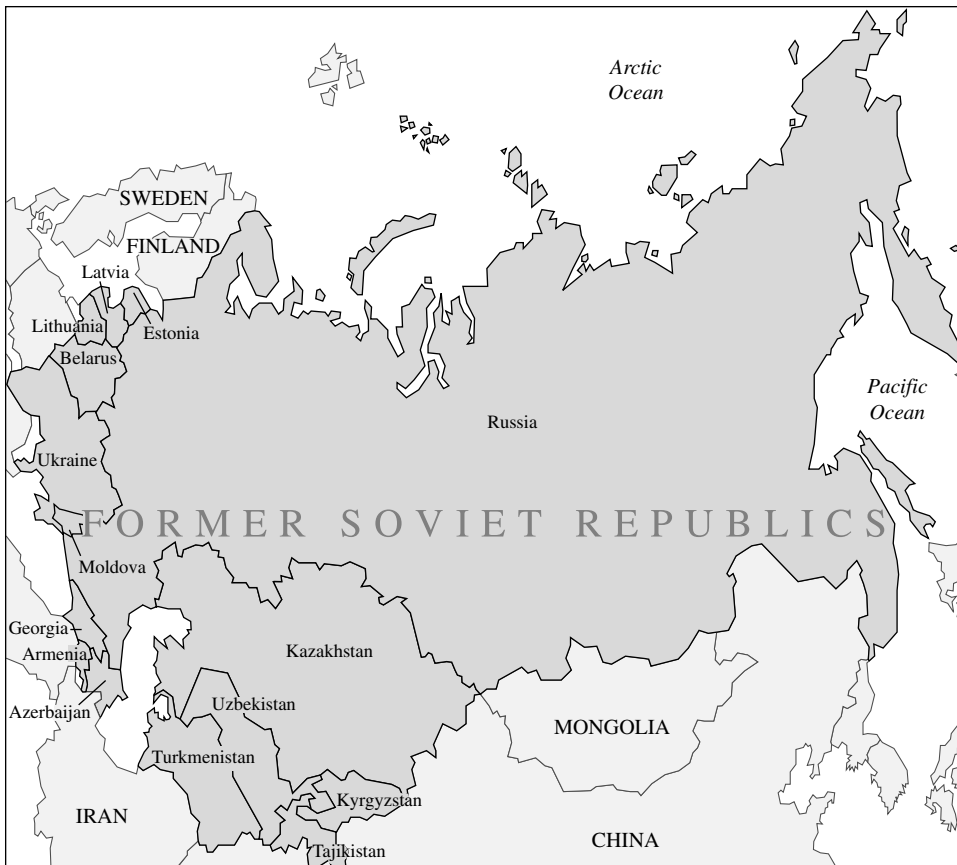 Arctic
Ocean
SWEDEN
FINLAND
Latvia
Lithuania
Estonia
Belarus
Pacific
Ocean
Russia
Ukraine
FORMER SOVIET REPUBLICS
Moldova
Georgia
Armenia
Kazakhstan
Azerbaijan
Uzbekistan
MONGOLIA
Turkmenistan
Kyrgyzstan
IRAN
CHINA
Tajikistan